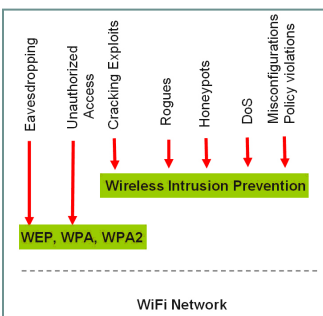 Eavesdropping
Unauthorized
Access
Cracking Exploits
Rogues
Honeypots
DoS
Misconfigurations
Policy violations
Wireless Intrusion Prevention
WEP, WPA, WPA2
WiFi Network